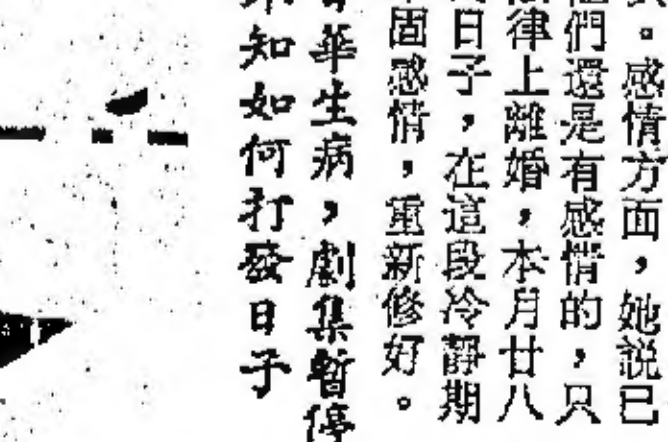 。感情方面，她説已
們還是有感情的，只
律上離婚，本月廿八
日子，在這段冷靜期
固感情，重新修好。
華生病，劇集暫停
知如何打發日子